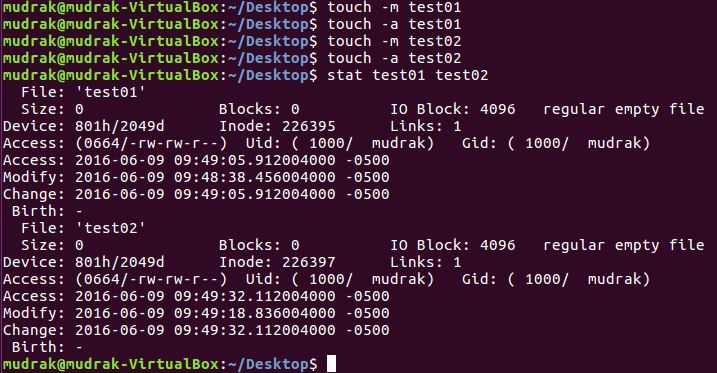 mudrak@mudrak-VirtualBox:~/Desktop$ touch -m test01
mudrak@mudrak-VirtualBox:~/Desktop$ touch -a test01
mudrak@mudrak-VirtualBox:~/Desktop$ touch -m test02
mudrak@mudrak-VirtualBox:~/Desktop$ touch -a test02
mudrak@mudrak-VirtualBox:~/Desktop$ stat test01 test02
  File: 'test01'
  Size: 0               Blocks: 0          IO Block: 4096   regular empty file
Device: 801h/2049d      Inode: 226395      Links: 1
Access: (0664/-rw-rw-r--)  Uid: ( 1000/  mudrak)   Gid: ( 1000/  mudrak)
Access: 2016-06-09 09:49:05.912004000 -0500
Modify: 2016-06-09 09:48:38.456004000 -0500
Change: 2016-06-09 09:49:05.912004000 -0500
 Birth: -
  File: 'test02'
  Size: 0               Blocks: 0          IO Block: 4096   regular empty file
Device: 801h/2049d      Inode: 226397      Links: 1
Access: (0664/-rw-rw-r--)  Uid: ( 1000/  mudrak)   Gid: ( 1000/  mudrak)
Access: 2016-06-09 09:49:32.112004000 -0500
Modify: 2016-06-09 09:49:18.836004000 -0500
Change: 2016-06-09 09:49:32.112004000 -0500
 Birth: -
mudrak@mudrak-VirtualBox:~/Desktop$